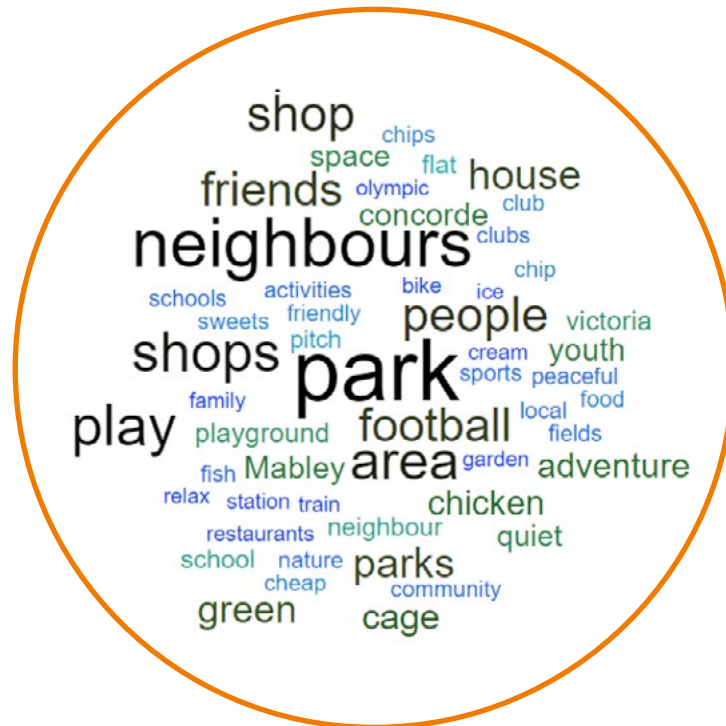 shop
chips
space
flat
house
friends
olympic
club
concorde
neighbours
clubs
chip
schools
activities
bike
ice
sweets
friendly
people
victoria
shops
pitch
park
cream
youth
sports
peaceful
family
food
play
playground
football
local
fields
fish
Mabley
area
garden
adventure
relax
station
train
chicken
restaurants
neighbour
quiet
school
nature
parks
cheap
community
green
cage